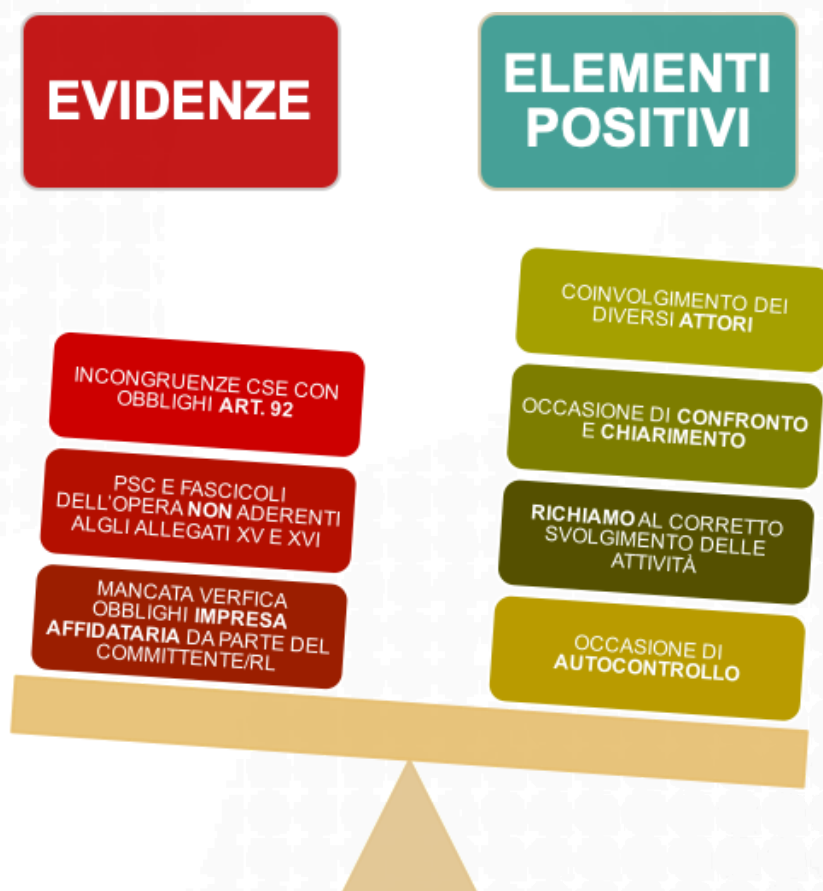 EVIDENZE
INCONGRUENZE CSE CON
OBBLIGHI ART. 92
PSC E FASCICOLI
DELL'OPERA NON ADERENTI
ALGLI ALLEGATI XV E XVI
MANCATA VERFICA
OBBLIGHI IMPRESA
AFFIDATARIA DA PARTE DEL
COMMITTENTE/RL
ELEMENTI
POSITIVI
COINVOLGIMENTO DEI
DIVERSI ATTORI
OCCASIONE DI CONFRONTO
E CHIARIMENTO
RICHIAMO AL CORRETTO
SVOLGIMENTO DELLE
ATTIVITÀ
OCCASIONE DI
AUTOCONTROLLO